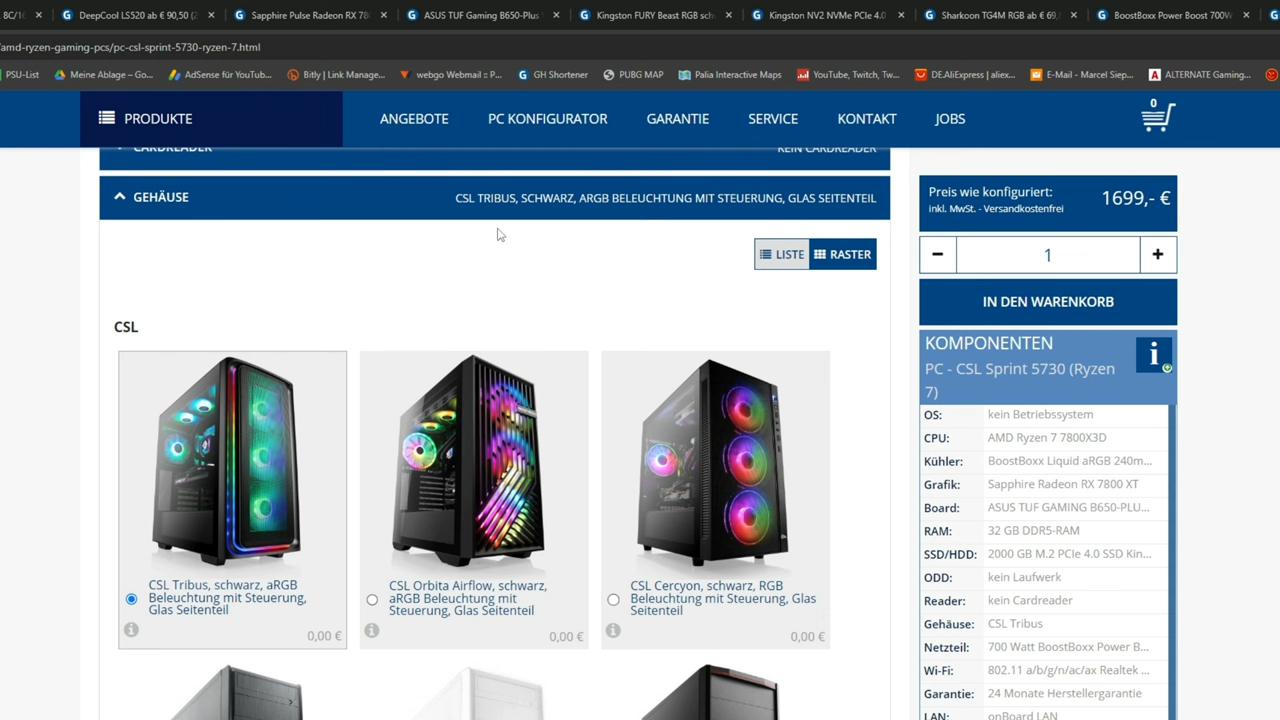 8C/16
DeepCool LS520 ab € 90,50 (2
Sapphire Pulse Radeon RX 78
ASUS TUF Gaming B650-Plus
Kingston FURY Beast RGB sch
Kingston NV2 NVMe PCIe 4.0
Sharkoon TG4M RGB ab € 69,
BoostBoxx Power Boost 700W
/amd-ryzen-gaming-pcs/pc-csl-sprint-5730-ryzen-7.html
PSU-List
Meine Ablage – Go...
AdSense für YouTub...
Bitly | Link Manage...
webgo Webmail :: P...
GH Shortener
PUBG MAP
Palia Interactive Maps
YouTube, Twitch, Tw...
DE.AliExpress | aliex...
E-Mail - Marcel Siep...
ALTERNATE Gaming...
PRODUKTE
ANGEBOTE
PC KONFIGURATOR
GARANTIE
SERVICE
KONTAKT
JOBS
0
CARDREADER
KEIN CARDREADER
GEHÄUSE
CSL TRIBUS, SCHWARZ, ARGB BELEUCHTUNG MIT STEUERUNG, GLAS SEITENTEIL
LISTE
RASTER
CSL
CSL Tribus, schwarz, aRGB
Beleuchtung mit Steuerung,
Glas Seitenteil
0,00 €
CSL Orbita Airflow, schwarz,
aRGB Beleuchtung mit
Steuerung, Glas Seitenteil
0,00 €
CSL Cercyon, schwarz, RGB
Beleuchtung mit Steuerung, Glas
Seitenteil
0,00 €
Preis wie konfiguriert:
1699,- €
inkl. MwSt. - Versandkostenfrei
1
IN DEN WARENKORB
KOMPONENTEN
PC - CSL Sprint 5730 (Ryzen
7)
OS: kein Betriebssystem
CPU: AMD Ryzen 7 7800X3D
Kühler: BoostBoxx Liquid aRGB 240m...
Grafik: Sapphire Radeon RX 7800 XT
Board: ASUS TUF GAMING B650-PLU...
RAM: 32 GB DDR5-RAM
SSD/HDD: 2000 GB M.2 PCIe 4.0 SSD Kin...
ODD: kein Laufwerk
Reader: kein Cardreader
Gehäuse: CSL Tribus
Netzteil: 700 Watt BoostBoxx Power B...
Wi-Fi: 802.11 a/b/g/n/ac/ax Realtek ...
Garantie: 24 Monate Herstellergarantie
LAN: onBoard LAN